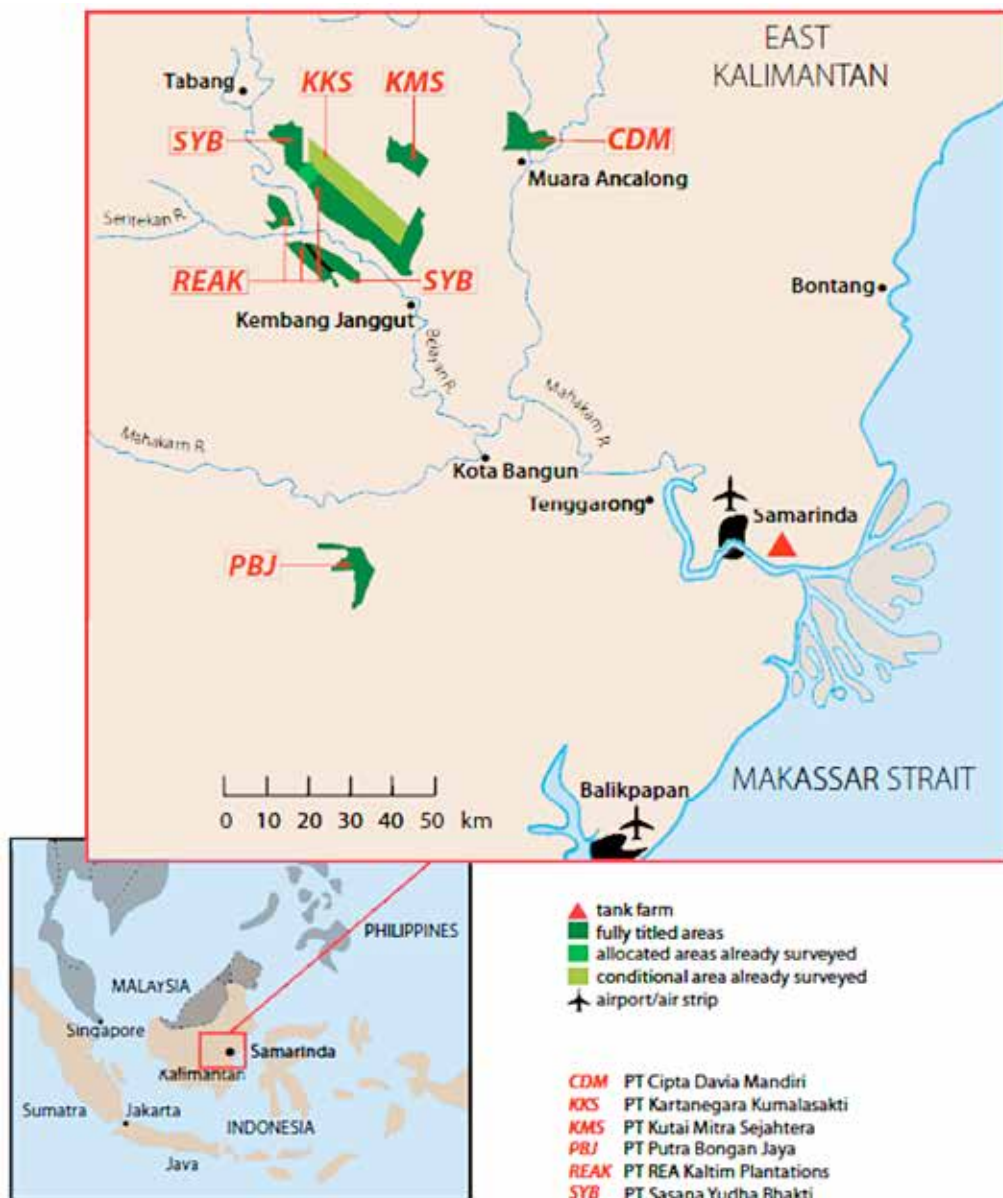 EAST
KALIMANTAN
Tabang
KKS
KMS
SYB
CDM
Muara Ancalong
Bontang
REAK
SYB
Kembang Janggut
Belayan R.
Mahakam R.
Mahakam R.
Kota Bangun
Tenggarong
Samarinda
PBJ
0 10 20 30 40 50 km
Balikpapan
MAKASSAR STRAIT
PHILIPPINES
MALAYSIA
Singapore
Samarinda
Kalimantan
Sumatra
Jakarta
INDONESIA
Java
tank farm
fully titled areas
allocated areas already surveyed
conditional area already surveyed
airport/air strip
CDM PT Cipta Davia Mandiri
KKS PT Kartanegara Kumalasakti
KMS PT Kutai Mitra Sejahtera
PBJ PT Putra Bongan Jaya
REAK PT REA Kaltim Plantations
SYB PT Sasana Yudha Bhakti